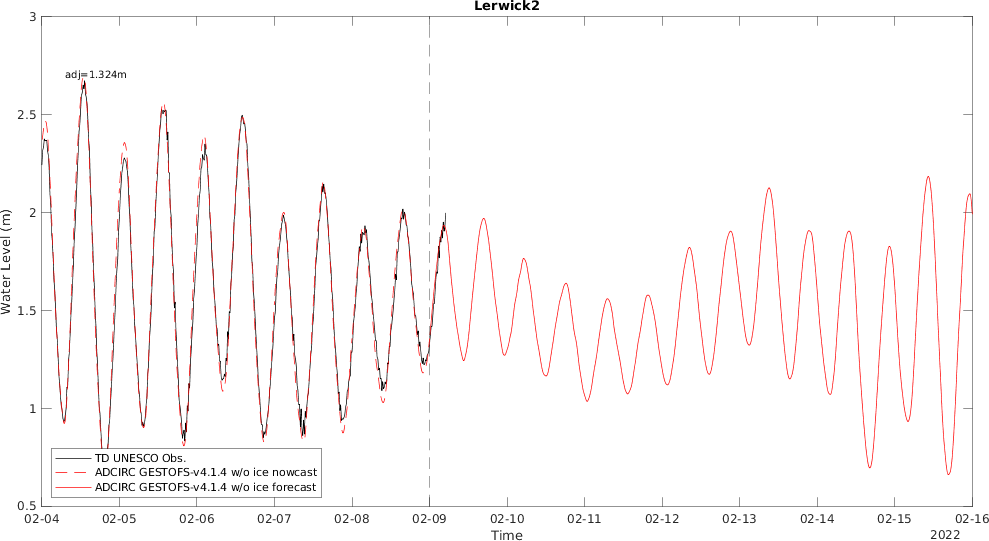 Lerwick2
3
2.5
2
1.5
1
0.5
Water Level (m)
adj=1.324m
TD UNESCO Obs.
ADCIRC GESTOFS-v4.1.4 w/o ice nowcast
ADCIRC GESTOFS-v4.1.4 w/o ice forecast
02-04 02-05 02-06 02-07 02-08 02-09 02-10 02-11 02-12 02-13 02-14 02-15 02-16
Time
2022